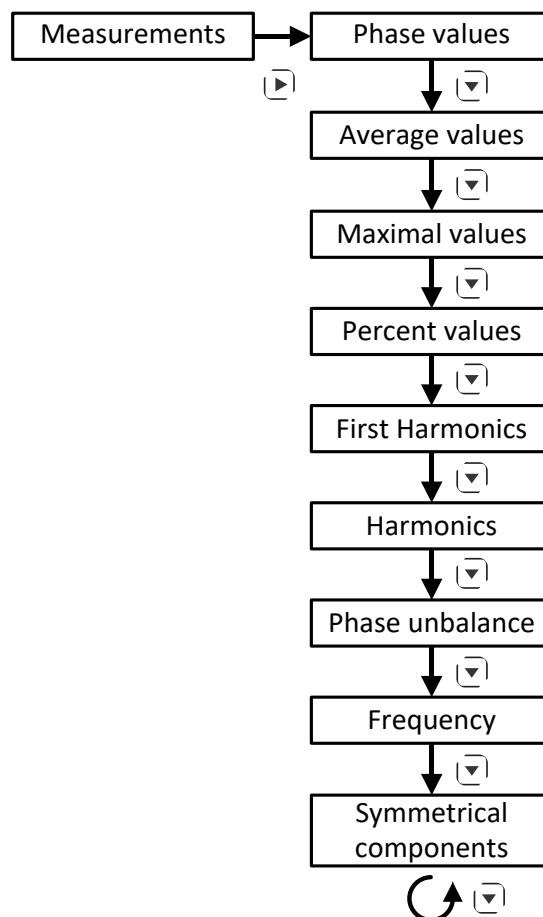 Measurements
Phase values
Average values
Maximal values
Percent values
First Harmonics
Harmonics
Phase unbalance
Frequency
Symmetrical
components